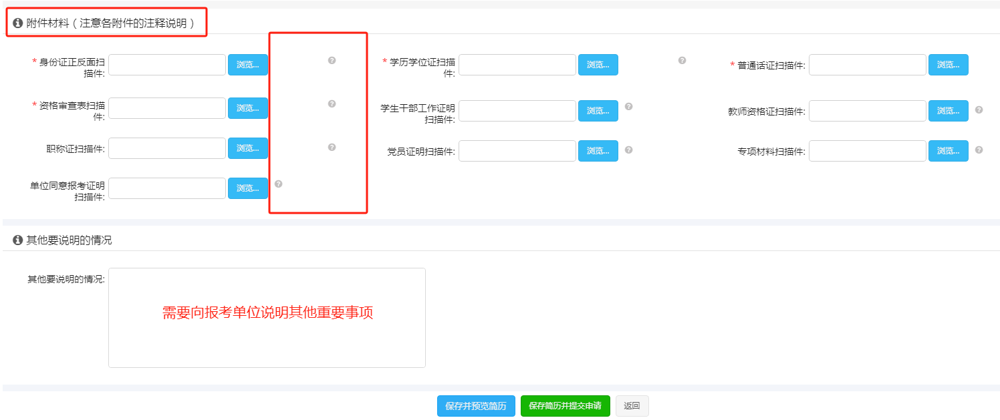 附件材料（注意各附件的注释说明）
* 身份证正反面扫描件: 浏览... ?
* 学历学位证扫描件: 浏览... ?
* 普通话证扫描件: 浏览...
* 资格审查表扫描件: 浏览... ?
学生干部工作证明扫描件: 浏览... ?
教师资格证扫描件: 浏览... ?
职称证扫描件: 浏览... ?
党员证明扫描件: 浏览... ?
专项材料扫描件: 浏览... ?
单位同意报考证明扫描件: 浏览... ?
其他要说明的情况
其他要说明的情况:
需要向报考单位说明其他重要事项
保存并预览简历 保存简历并提交申请 返回